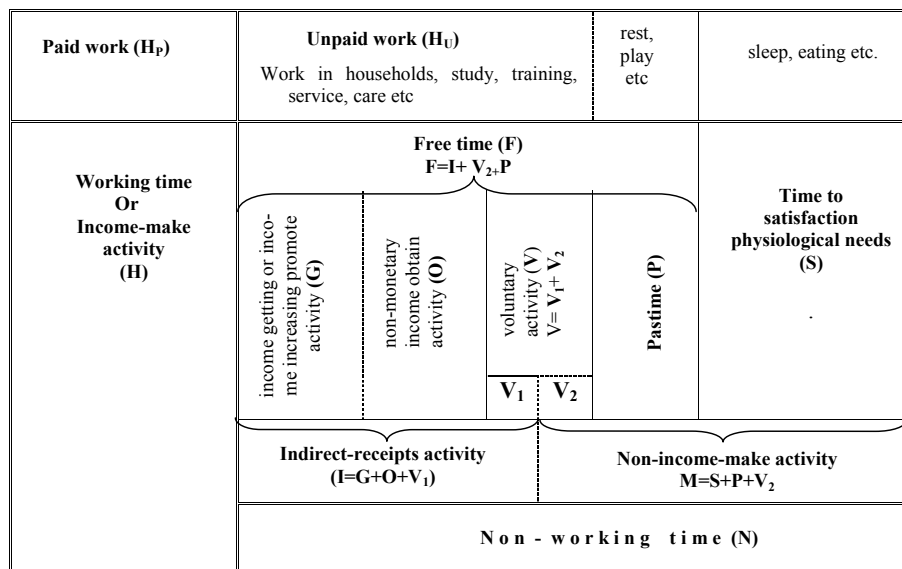 Paid work (HP)
Unpaid work (HU)
Work in households, study, training,
service, care etc
rest,
play
etc
sleep, eating etc.
Working time
Or
Income-make
activity
(H)
Free time (F)
F=I+ V2+P
income getting or inco-
me increasing promote
activity (G)
non-monetary
income obtain
activity (O)
voluntary
activity (V)
V= V1+ V2
V1
V2
Pastime (P)
Time to
satisfaction
physiological needs
(S)
.
Indirect-receipts activity
(I=G+O+V1)
Non-income-make activity
M=S+P+V2
Non-working time (N)